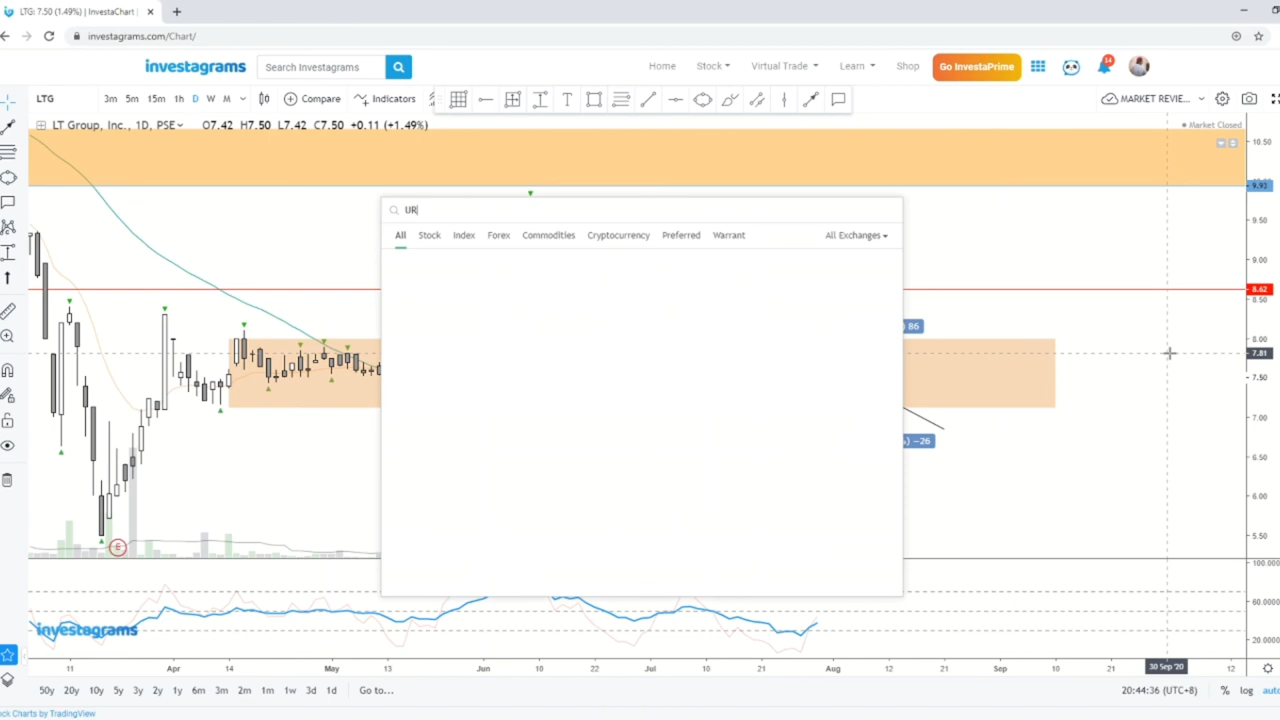 LTG: 7.50 (1.49%) | InvestaChart |
investagrams.com/Chart/
investagrams
Search Investagrams
Home Stock Virtual Trade Learn Shop Go InvestaPrime 14
LTG 3m 5m 15m 1h D W M Compare Indicators MARKET REVIE...
LT Group, Inc., 1D, PSE O7.42 H7.50 L7.42 C7.50 +0.11 (+1.49%)
Market Closed
10.50
9.93
9.50
9.00
8.62
8.50
8.00
7.81
7.50
7.00
6.50
6.00
5.50
100.000
60.0000
20.0000
UR
All Stock Index Forex Commodities Cryptocurrency Preferred Warrant All Exchanges
) 86
) −26
E
investagrams
11 Apr 14 May 13 Jun 10 22 Jul 10 21 Aug 12 21 Sep 10 21 30 Sep '20 12
50y 20y 10y 5y 3y 2y 1y 6m 3m 2m 1m 1w 3d 1d Go to...
20:44:36 (UTC+8) % log auto
ock Charts by TradingView